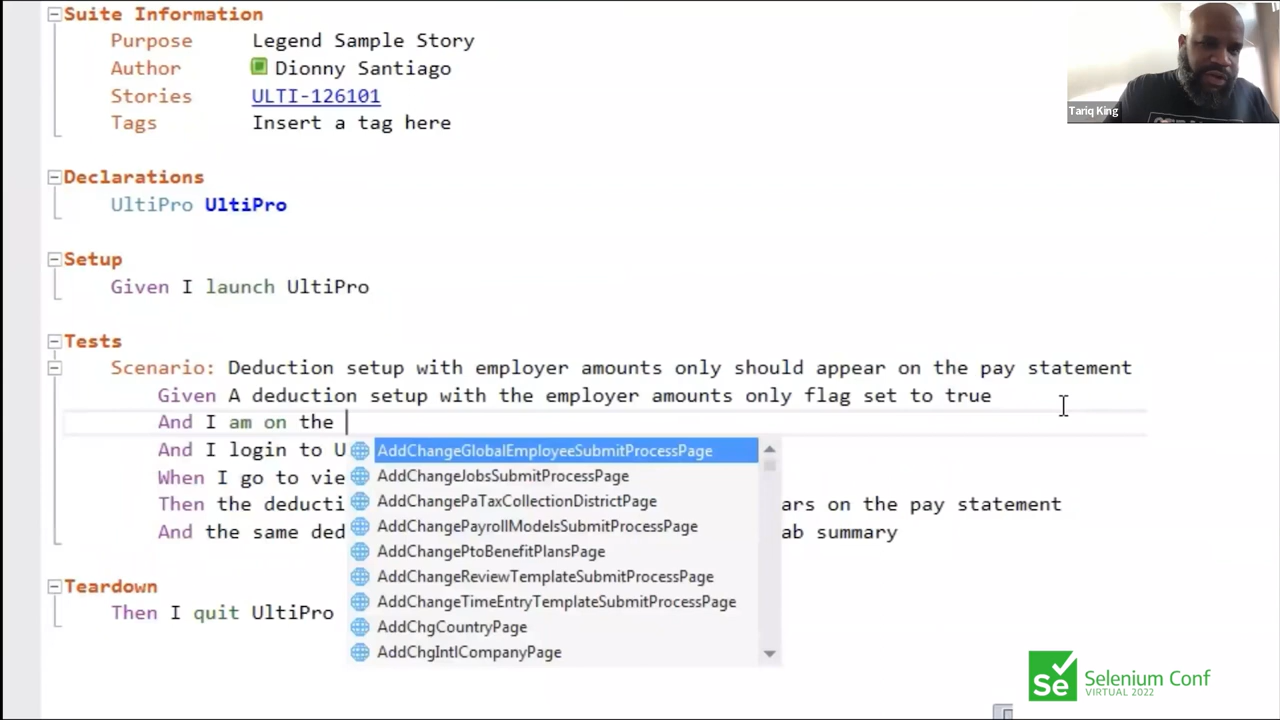 Suite Information
Purpose Legend Sample Story
Author Dionny Santiago
Stories ULTI-126101
Tags Insert a tag here
Tariq King
Declarations
UltiPro UltiPro
Setup
Given I launch UltiPro
Tests
Scenario: Deduction setup with employer amounts only should appear on the pay statement
Given A deduction setup with the employer amounts only flag set to true
And I am on the
And I login to U
AddChangeGlobalEmployeeSubmitProcessPage
AddChangeJobsSubmitProcessPage
When I go to vie
AddChangePaTaxCollectionDistrictPage
Then the deducti ars on the pay statement
AddChangePayrollModelsSubmitProcessPage
And the same ded ab summary
AddChangePtoBenefitPlansPage
AddChangeReviewTemplateSubmitProcessPage
AddChangeTimeEntryTemplateSubmitProcessPage
AddChgCountryPage
AddChgIntlCompanyPage
Teardown
Then I quit UltiPro
Se Selenium Conf
VIRTUAL 2022